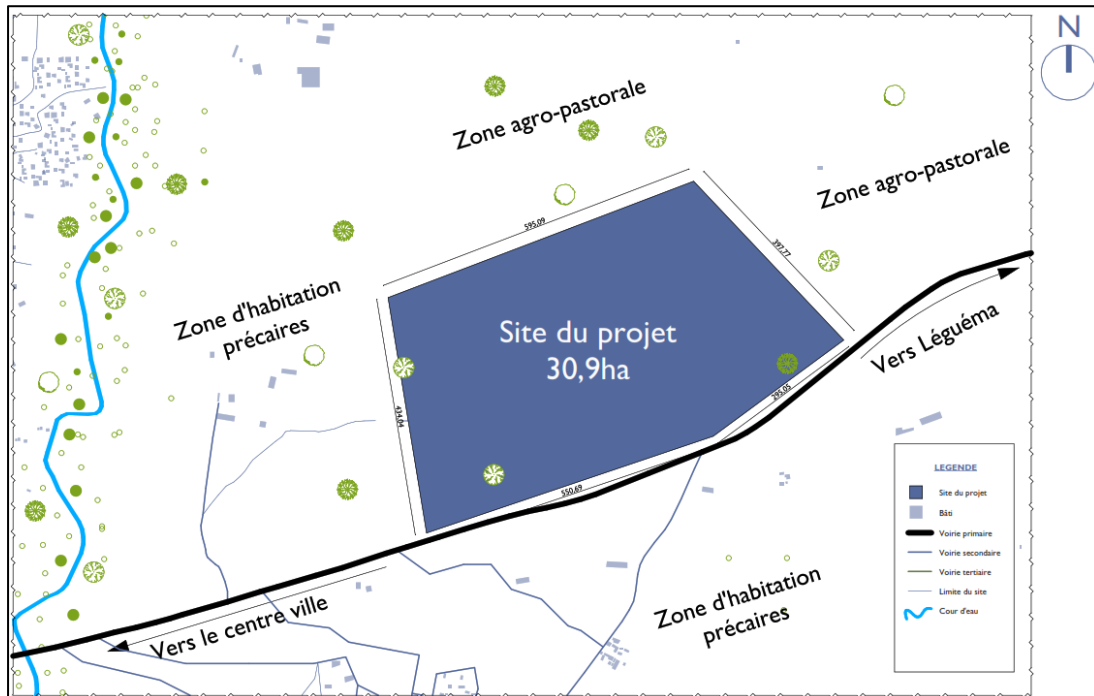 N
Zone agro-pastorale
Zone agro-pastorale
595.09
397.77
Zone d'habitation
précaires
Site du projet
30,9ha
Vers Léguéma
434.04
295.05
550.69
LEGENDE
Site du projet
Bâti
Voirie primaire
Voirie secondaire
Voirie tertiaire
Limite du site
Cour d'eau
Zone d'habitation
précaires
Vers le centre ville